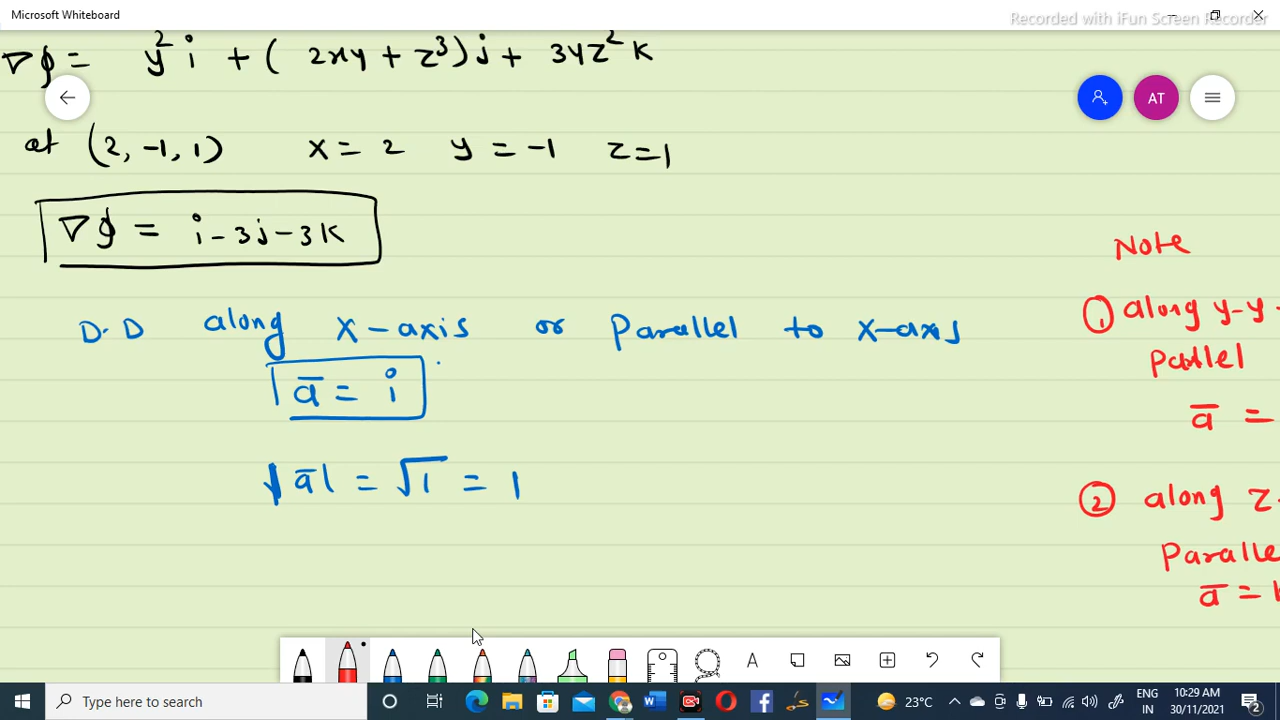 Microsoft Whiteboard
Recorded with iFun Screen Recorder
∇φ = y² i + ( 2xy + z³ ) j + 3yz² k
AT
at (2, -1, 1) x = 2 y = -1 z = 1
∇φ = i - 3j - 3k
D.D along x-axis or Parallel to x-axis
ā = i
|ā| = √1 = 1
Note
① along y-y-
Parallel
ā =
② along z-
Paralle
ā =
A
Type here to search
23°C
ENG
IN
10:29 AM
30/11/2021
2